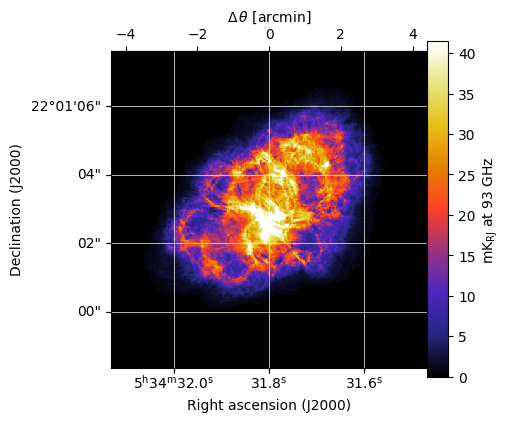 Δθ [arcmin]
−4 −2 0 2 4
22°01'06"
04"
02"
00"
Declination (J2000)
5ʰ34ᵐ32.0ˢ 31.8ˢ 31.6ˢ
Right ascension (J2000)
40
35
30
25
20
15
10
5
0
mK_RJ at 93 GHz